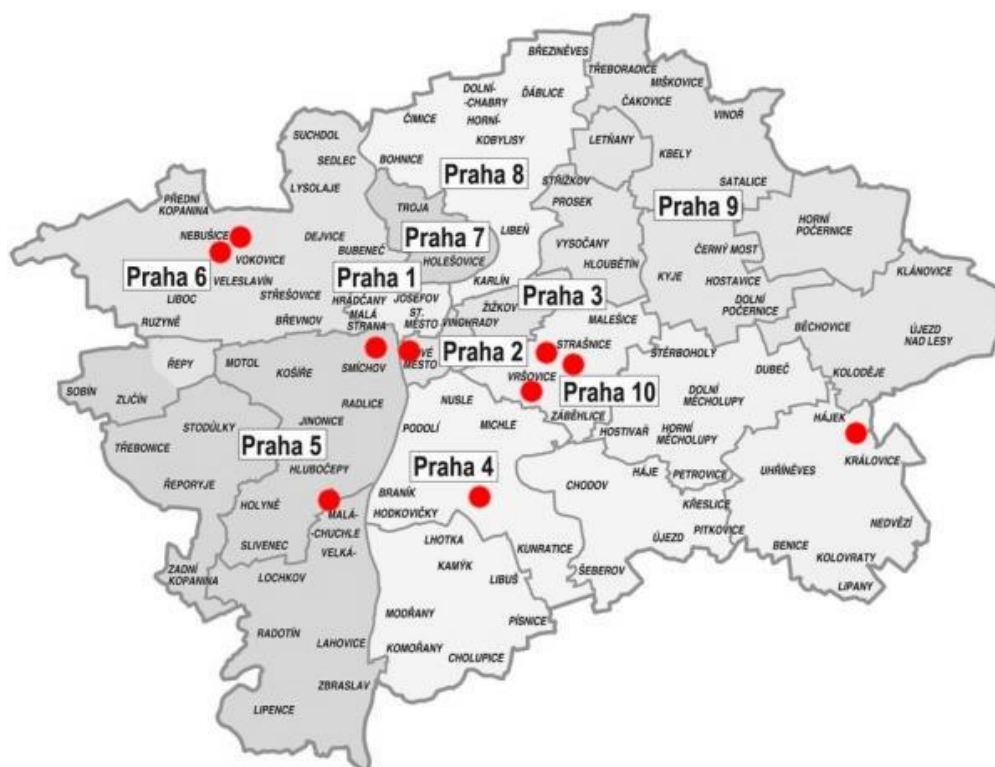 BŘEZINĚVES
TŘEBORADICE
MIŠKOVICE
DOLNÍ-
-CHABRY
ĎÁBLICE
ČAKOVICE
VINOŘ
ČIMICE
HORNÍ-
KOBYLISY
SUCHDOL
LETŇANY
SEDLEC
BOHNICE
KBELY
Praha 8
STŘÍŽKOV
SATALICE
LYSOLAJE
PŘEDNÍ
KOPANINA
PROSEK
Praha 9
TROJA
HORNÍ
POČERNICE
NEBUŠICE
DEJVICE
Praha 7
LIBEŇ
VYSOČANY
ČERNÝ MOST
BUBENEČ
VOKOVICE
HOLEŠOVICE
HLOUBĚTÍN
KLÁNOVICE
Praha 6
VELESLAVÍN
Praha 1
KARLÍN
KYJE
HOSTAVICE
LIBOC
STŘEŠOVICE
HRADČANY
JOSEFOV
Praha 3
DOLNÍ
POČERNICE
MALÁ
STRANA
ST.
MĚSTO
ŽIŽKOV
RUZYNĚ
BŘEVNOV
VINGHRADY
MALEŠICE
BĚCHOVICE
ÚJEZD
NAD LESY
Praha 2
STRAŠNICE
ŘEPY
MOTOL
KOŠÍŘE
SMÍCHOV
OVÉ
MĚSTO
ŠTĚRBOHOLY
DUBEČ
KOLODĚJE
VRŠOVICE
SOBÍN
ZLIČÍN
Praha 10
DOLNÍ
MĚCHOLUPY
RADLICE
NUSLE
ZÁBĚHLICE
HÁJEK
STODŮLKY
JINONICE
PODOLÍ
MICHLE
HOSTIVAŘ
HORNÍ
MĚCHOLUPY
TŘEBONICE
Praha 5
KRÁLOVICE
HLUBOČEPY
Praha 4
HÁJE
PETROVICE
UHŘÍNĚVES
ŘEPORYJE
CHODOV
BRANÍK
HOLYNĚ
MALÁ-
HODKOVIČKY
KŘESLICE
NEDVĚZÍ
-CHUCHLE
PITKOVICE
SLIVENEC
VELKÁ-
LHOTKA
KUNRATICE
ÚJEZD
BENICE
KOLOVRATY
ZADNÍ
KOPANINA
LOCHKOV
KAMÝK
LIBUŠ
ŠEBEROV
LIPANY
MODŘANY
PÍSNICE
RADOTÍN
LAHOVICE
KOMOŘANY
CHOLUPICE
ZBRASLAV
LIPENCE